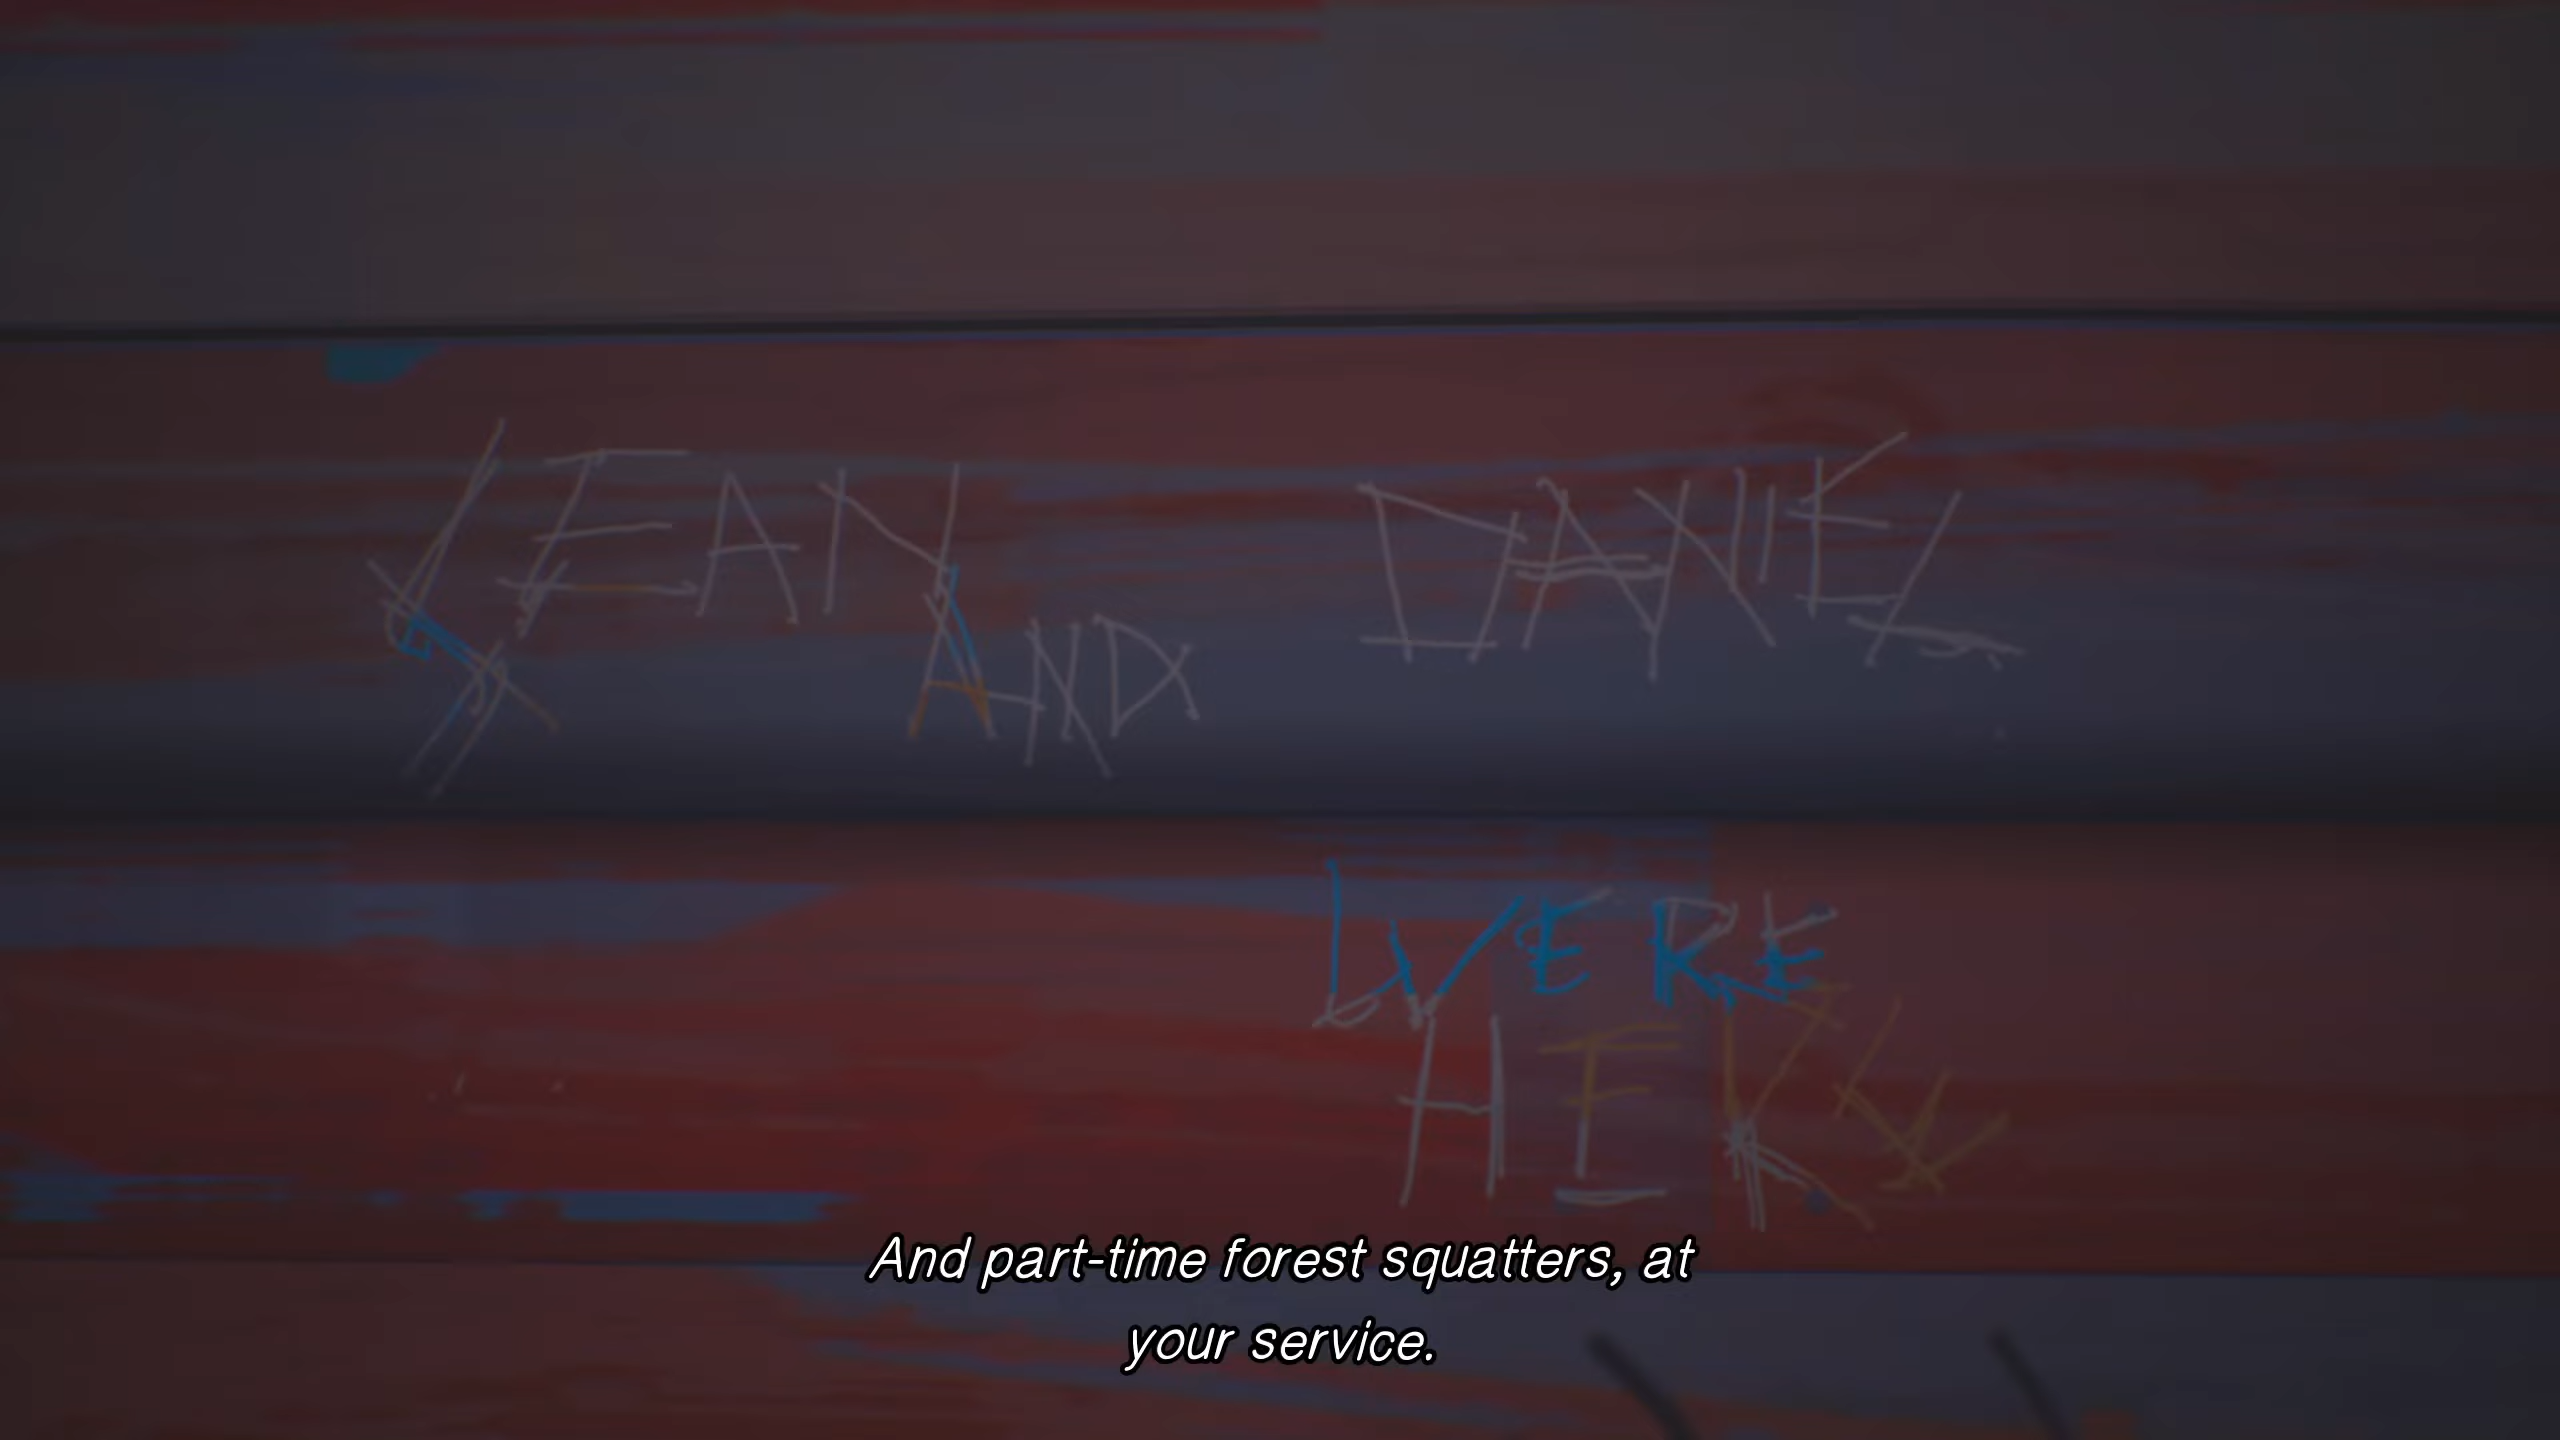 SEAN AND DANIEL
WERE
HERE
And part-time forest squatters, at
your service.